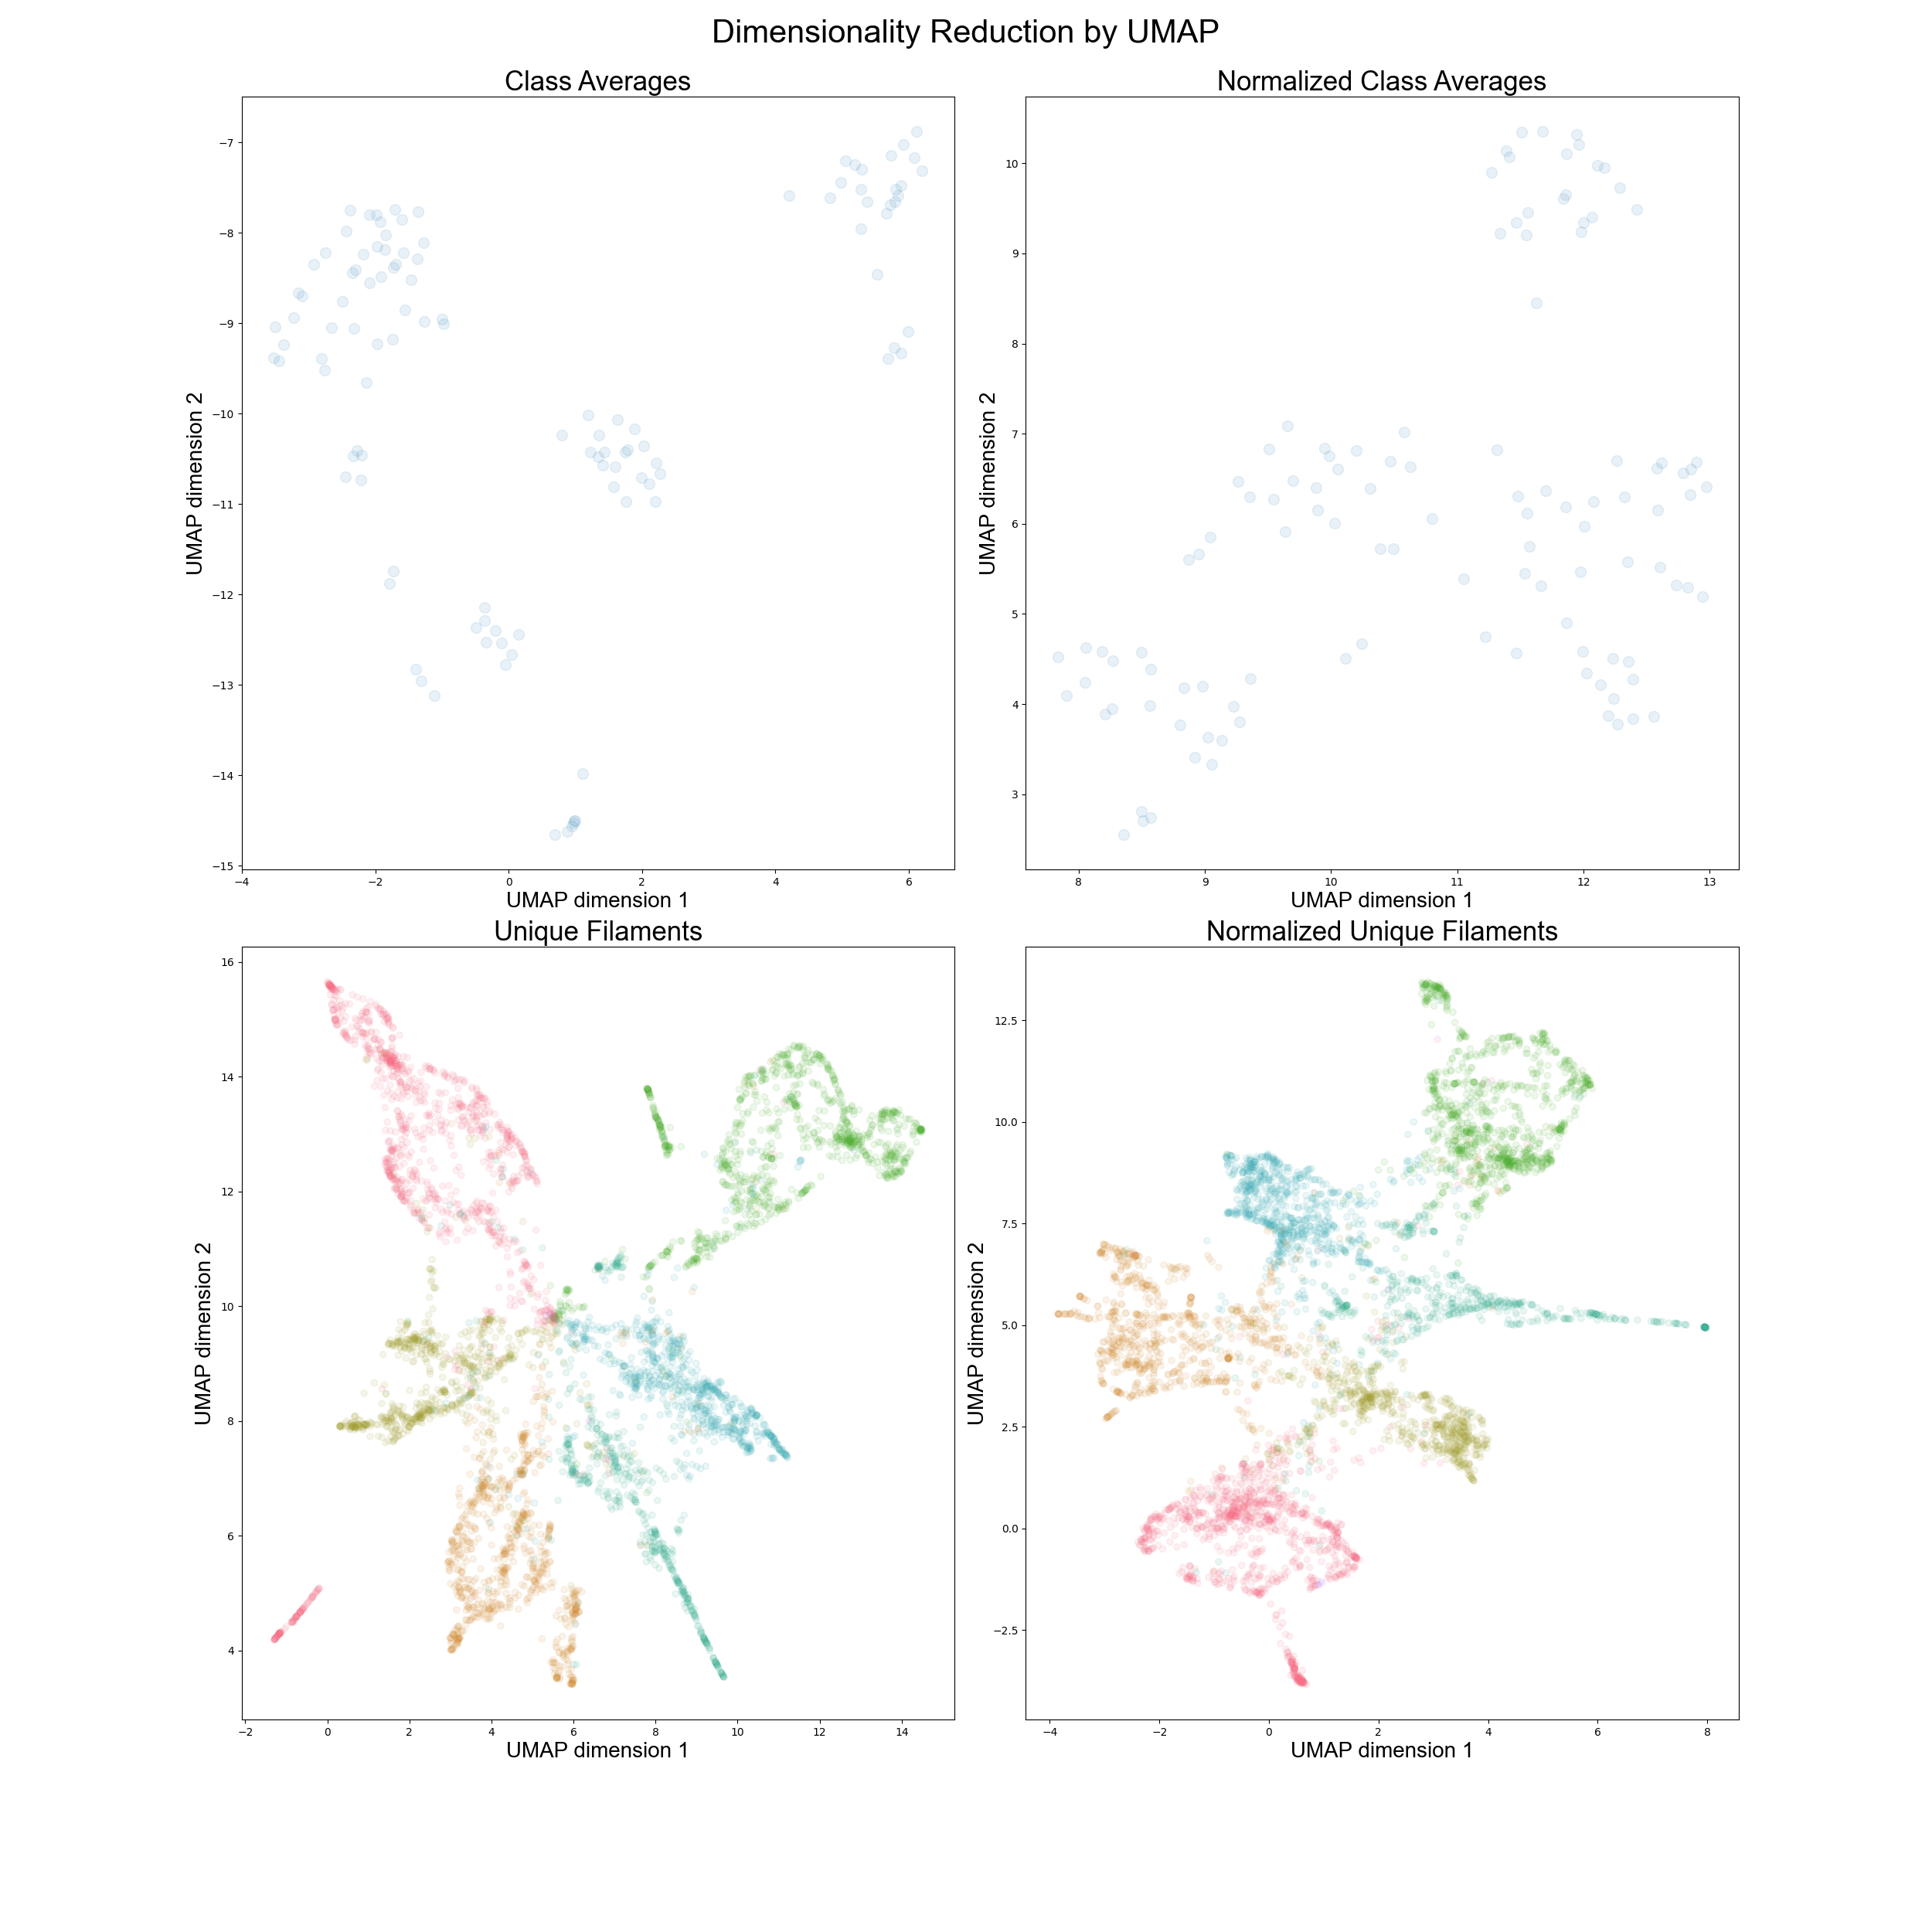 Dimensionality Reduction by UMAP
Class Averages
Normalized Class Averages
UMAP dimension 2
−7
−8
−9
−10
−11
−12
−13
−14
−15
−4 −2 0 2 4 6
UMAP dimension 1
UMAP dimension 2
10
9
8
7
6
5
4
3
8 9 10 11 12 13
UMAP dimension 1
Unique Filaments
Normalized Unique Filaments
UMAP dimension 2
16
14
12
10
8
6
4
−2 0 2 4 6 8 10 12 14
UMAP dimension 1
UMAP dimension 2
12.5
10.0
7.5
5.0
2.5
0.0
−2.5
−4 −2 0 2 4 6 8
UMAP dimension 1